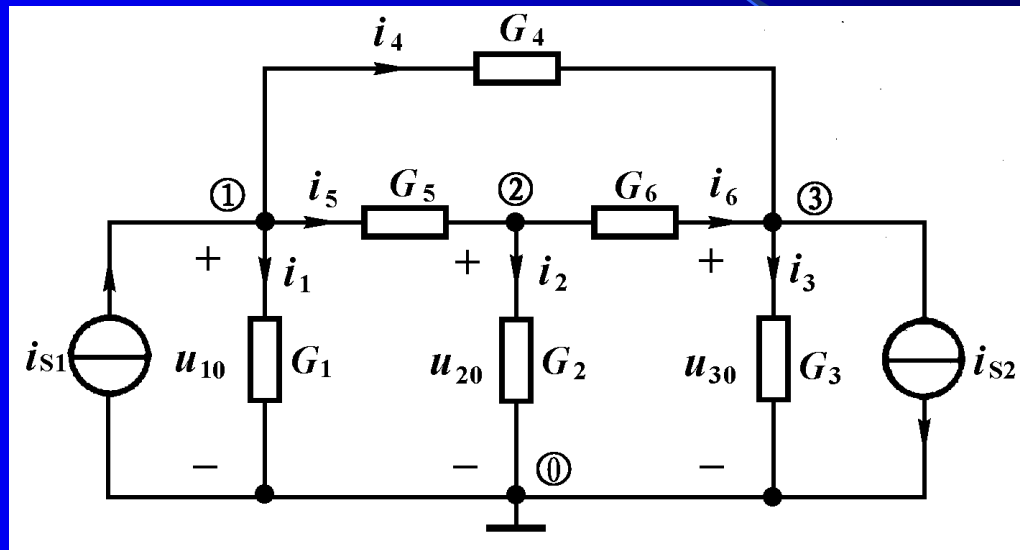 i4 G4
① i5 G5 ② G6 i6 ③
+ i1 + i2 + i3
iS1 u10 G1 u20 G2 u30 G3 iS2
− − ⓪ −